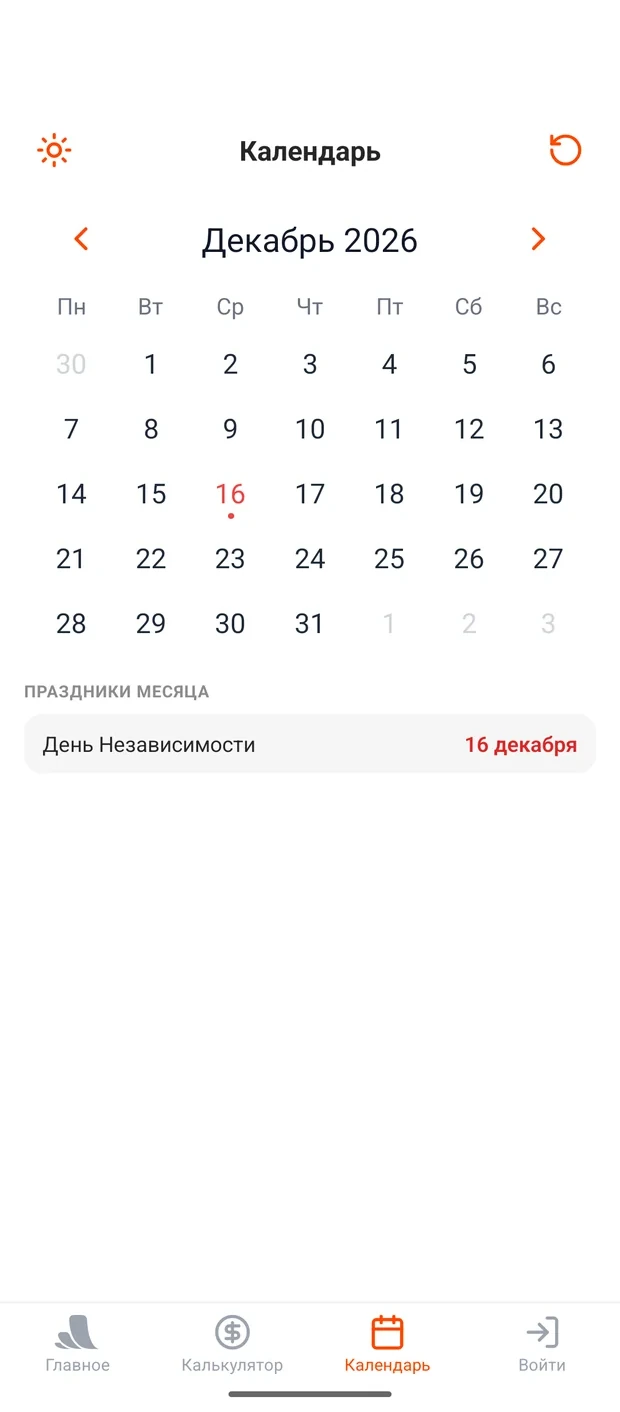 Календарь
Декабрь 2026
Пн Вт Ср Чт Пт Сб Вс
30 1 2 3 4 5 6
7 8 9 10 11 12 13
14 15 16 17 18 19 20
21 22 23 24 25 26 27
28 29 30 31 1 2 3
ПРАЗДНИКИ МЕСЯЦА
День Независимости 16 декабря
Главное Калькулятор Календарь Войти